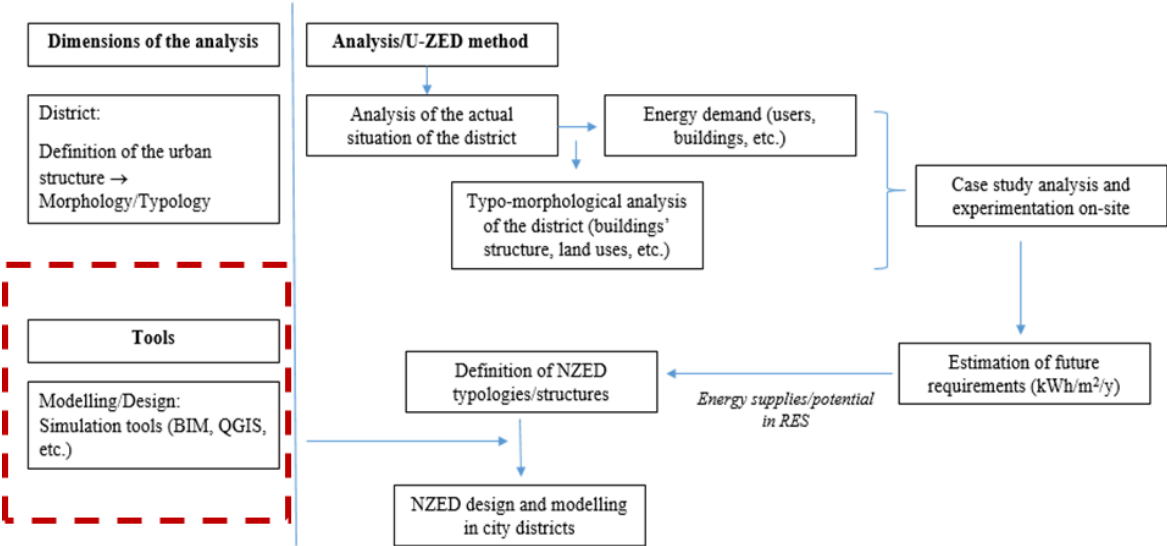 Dimensions of the analysis
District:
Definition of the urban
structure →
Morphology/Typology
Tools
Modelling/Design:
Simulation tools (BIM, QGIS,
etc.)
Analysis/U-ZED method
Analysis of the actual
situation of the district
Energy demand (users,
buildings, etc.)
Typo-morphological analysis
of the district (buildings’
structure, land uses, etc.)
Case study analysis and
experimentation on-site
Estimation of future
requirements (kWh/m²/y)
Energy supplies/potential
in RES
Definition of NZED
typologies/structures
NZED design and modelling
in city districts